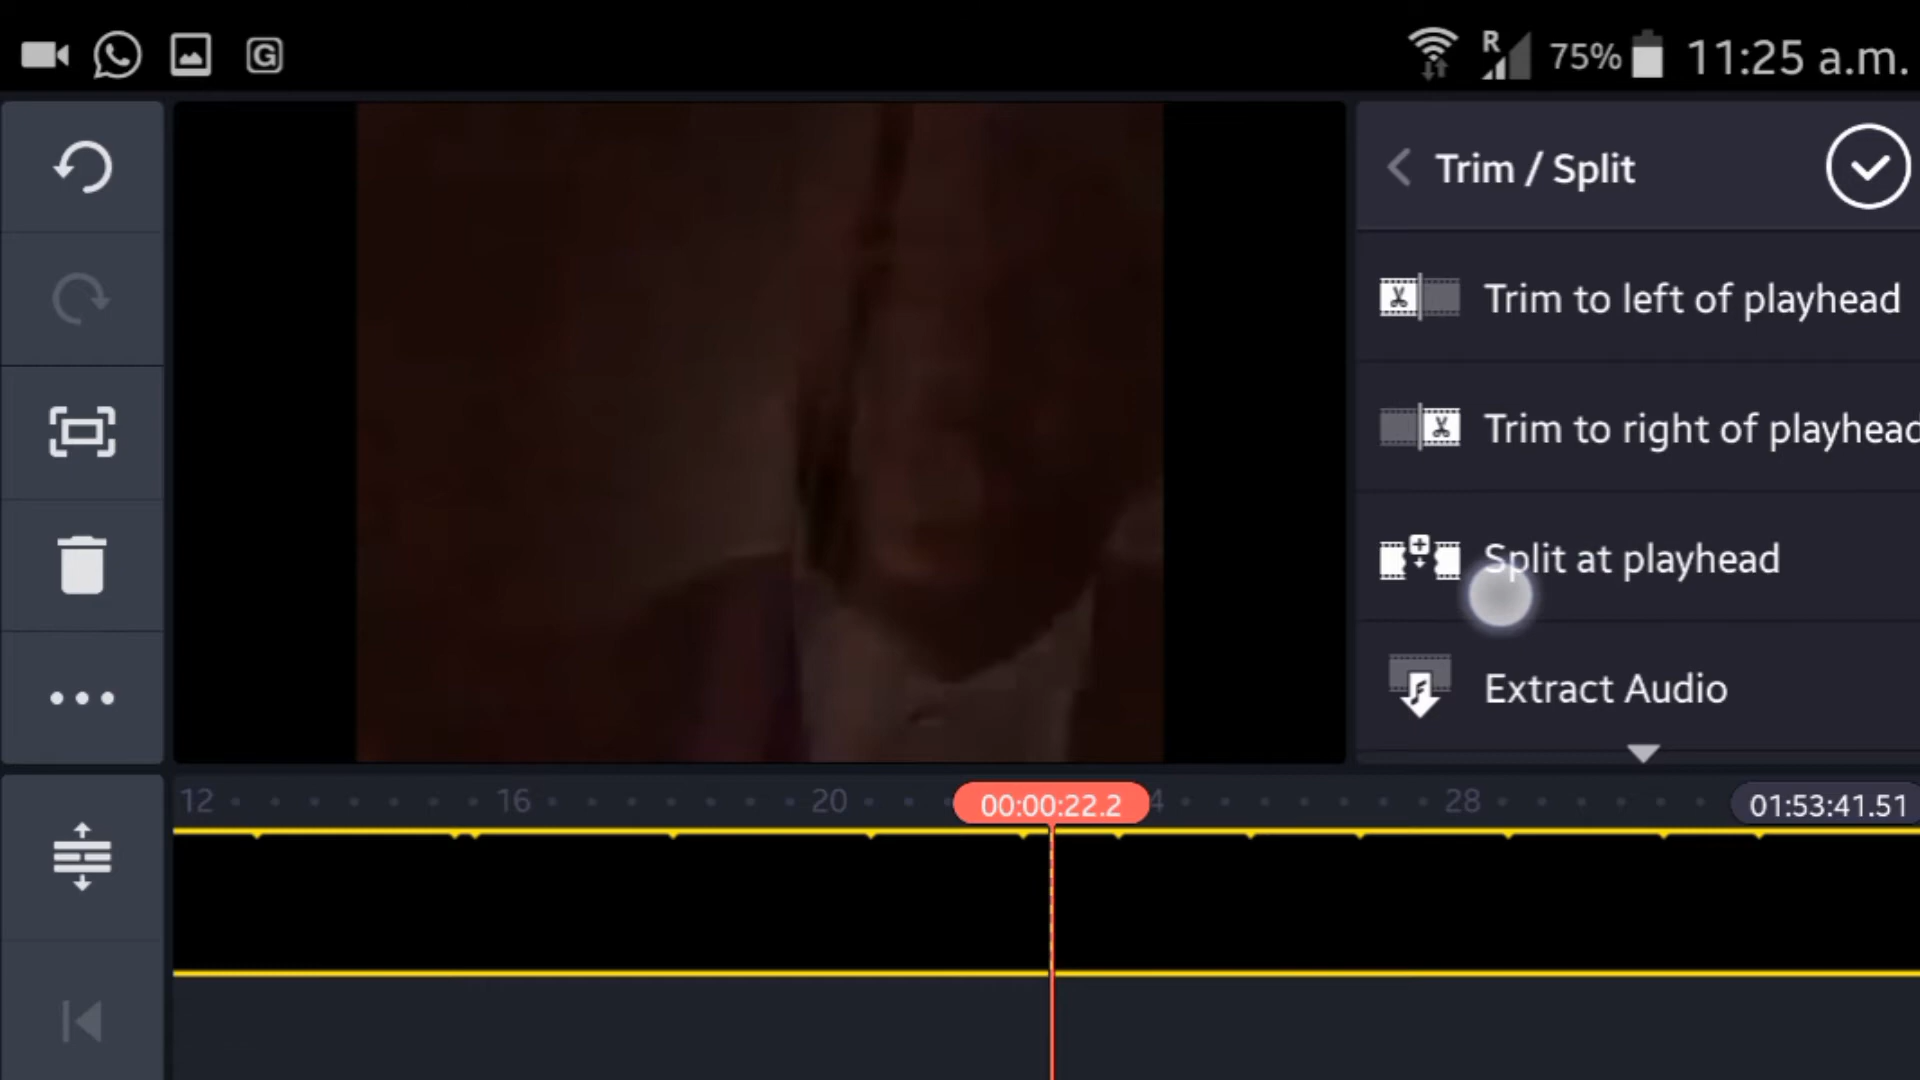 G R 75% 11:25 a.m.
Trim / Split
Trim to left of playhead
Trim to right of playhead
Split at playhead
Extract Audio
12 16 20 00:00:22.2 4 28 01:53:41.51